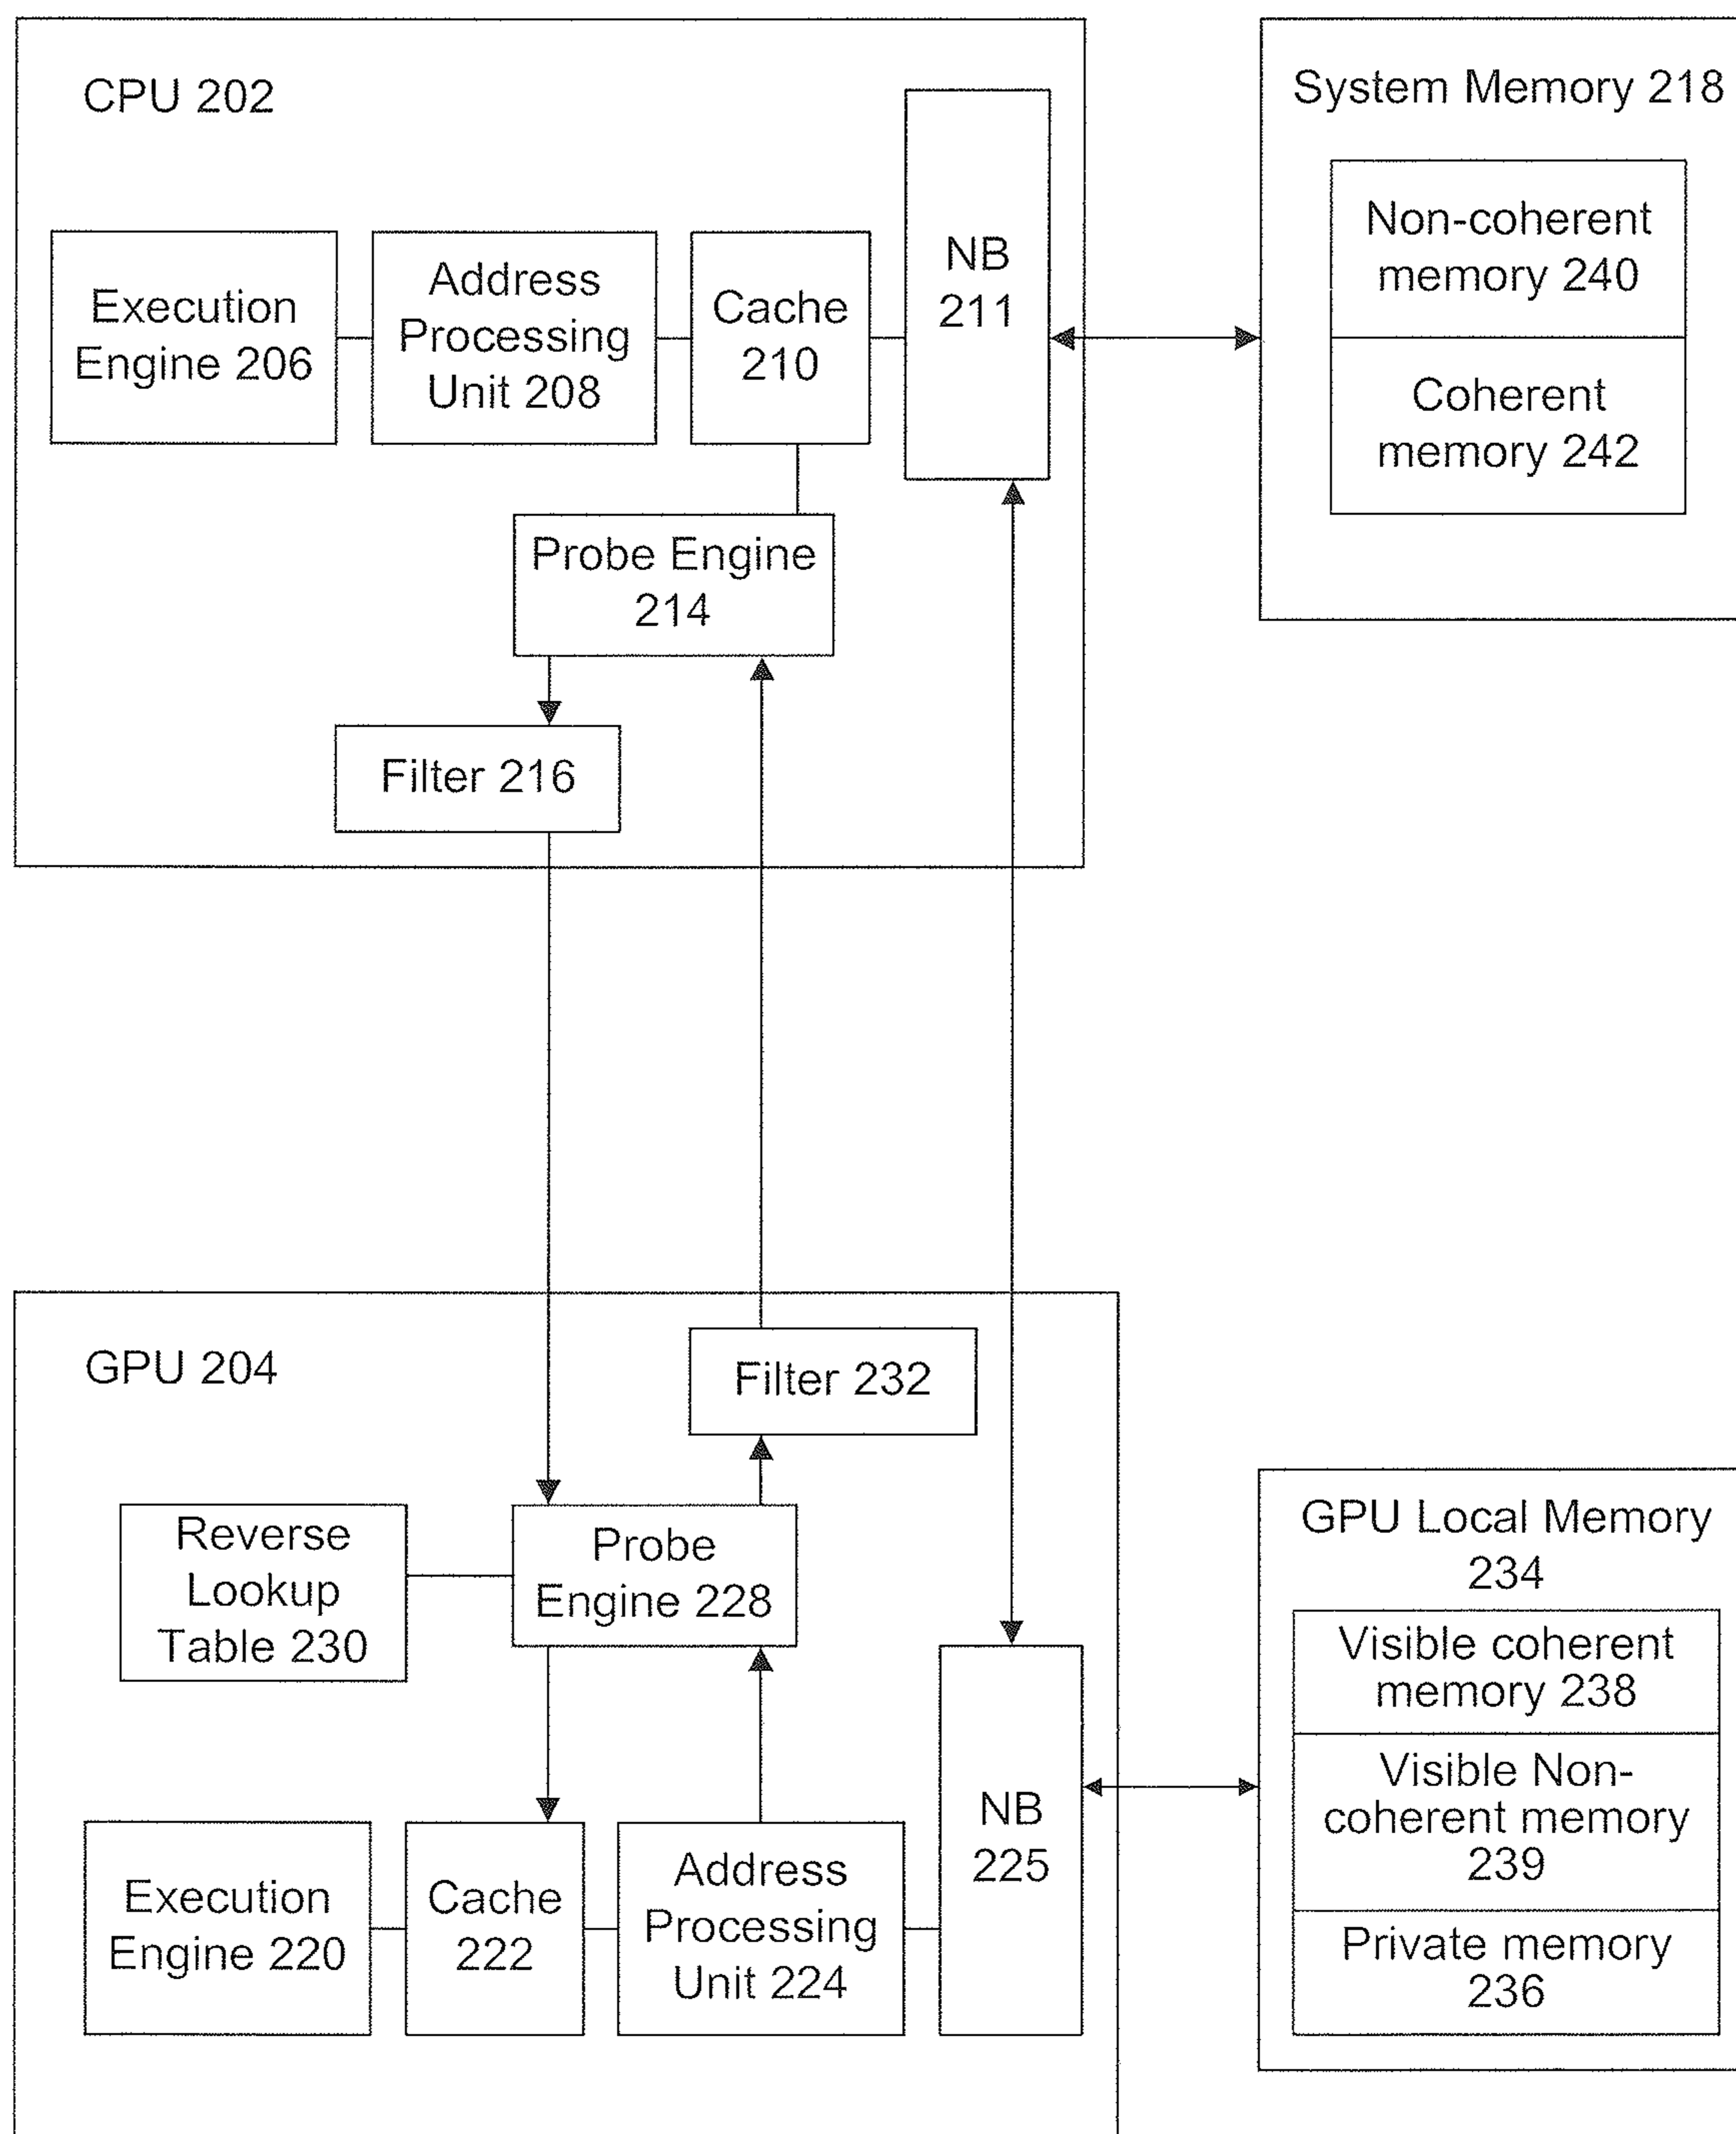 CPU 202
Execution
Engine 206
Address
Processing
Unit 208
Cache
210
NB
211
Probe Engine
214
Filter 216
System Memory 218
Non-coherent
memory 240
Coherent
memory 242
GPU 204
Filter 232
Reverse
Lookup
Table 230
Probe
Engine 228
Execution
Engine 220
Cache
222
Address
Processing
Unit 224
NB
225
GPU Local Memory
234
Visible coherent
memory 238
Visible Non-
coherent memory
239
Private memory
236